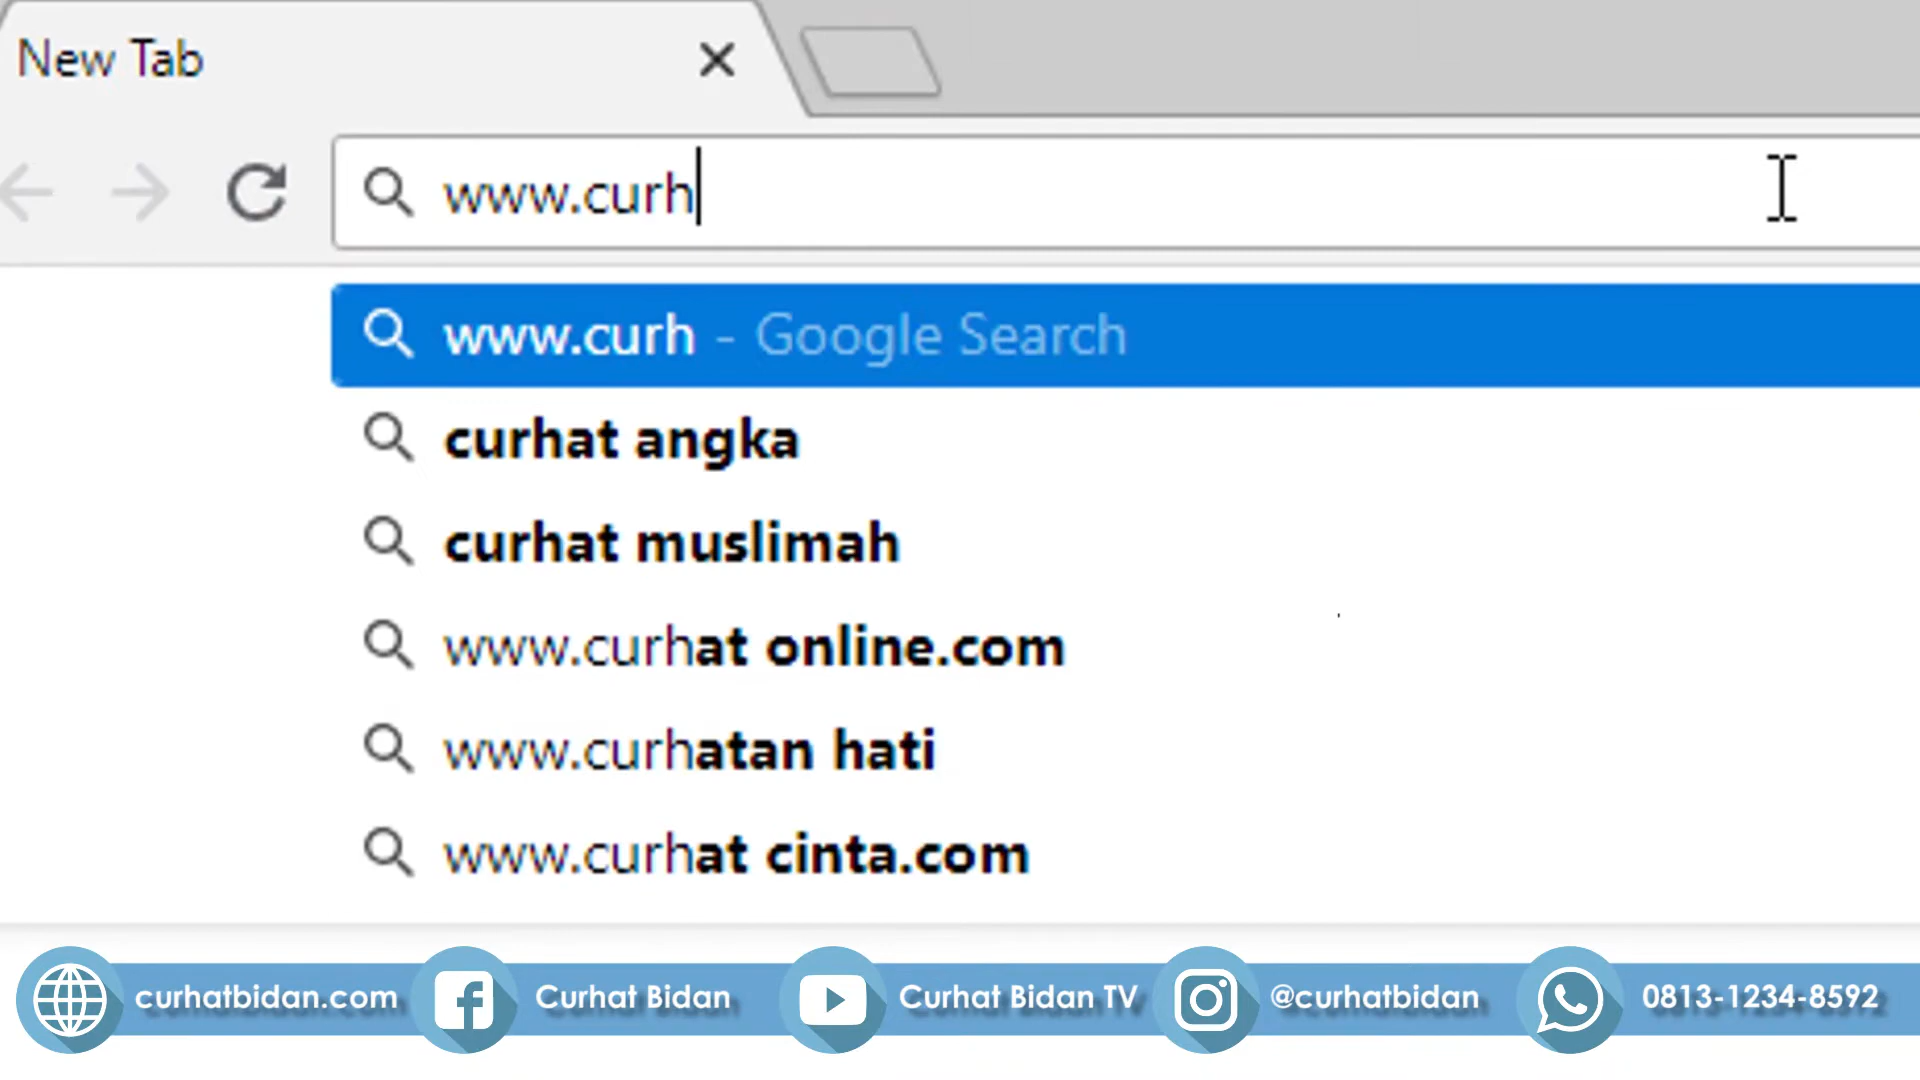 New Tab
www.curh
www.curh - Google Search
curhat angka
curhat muslimah
www.curhat online.com
www.curhatan hati
www.curhat cinta.com
curhatbidan.com Curhat Bidan Curhat Bidan TV @curhatbidan 0813-1234-8592